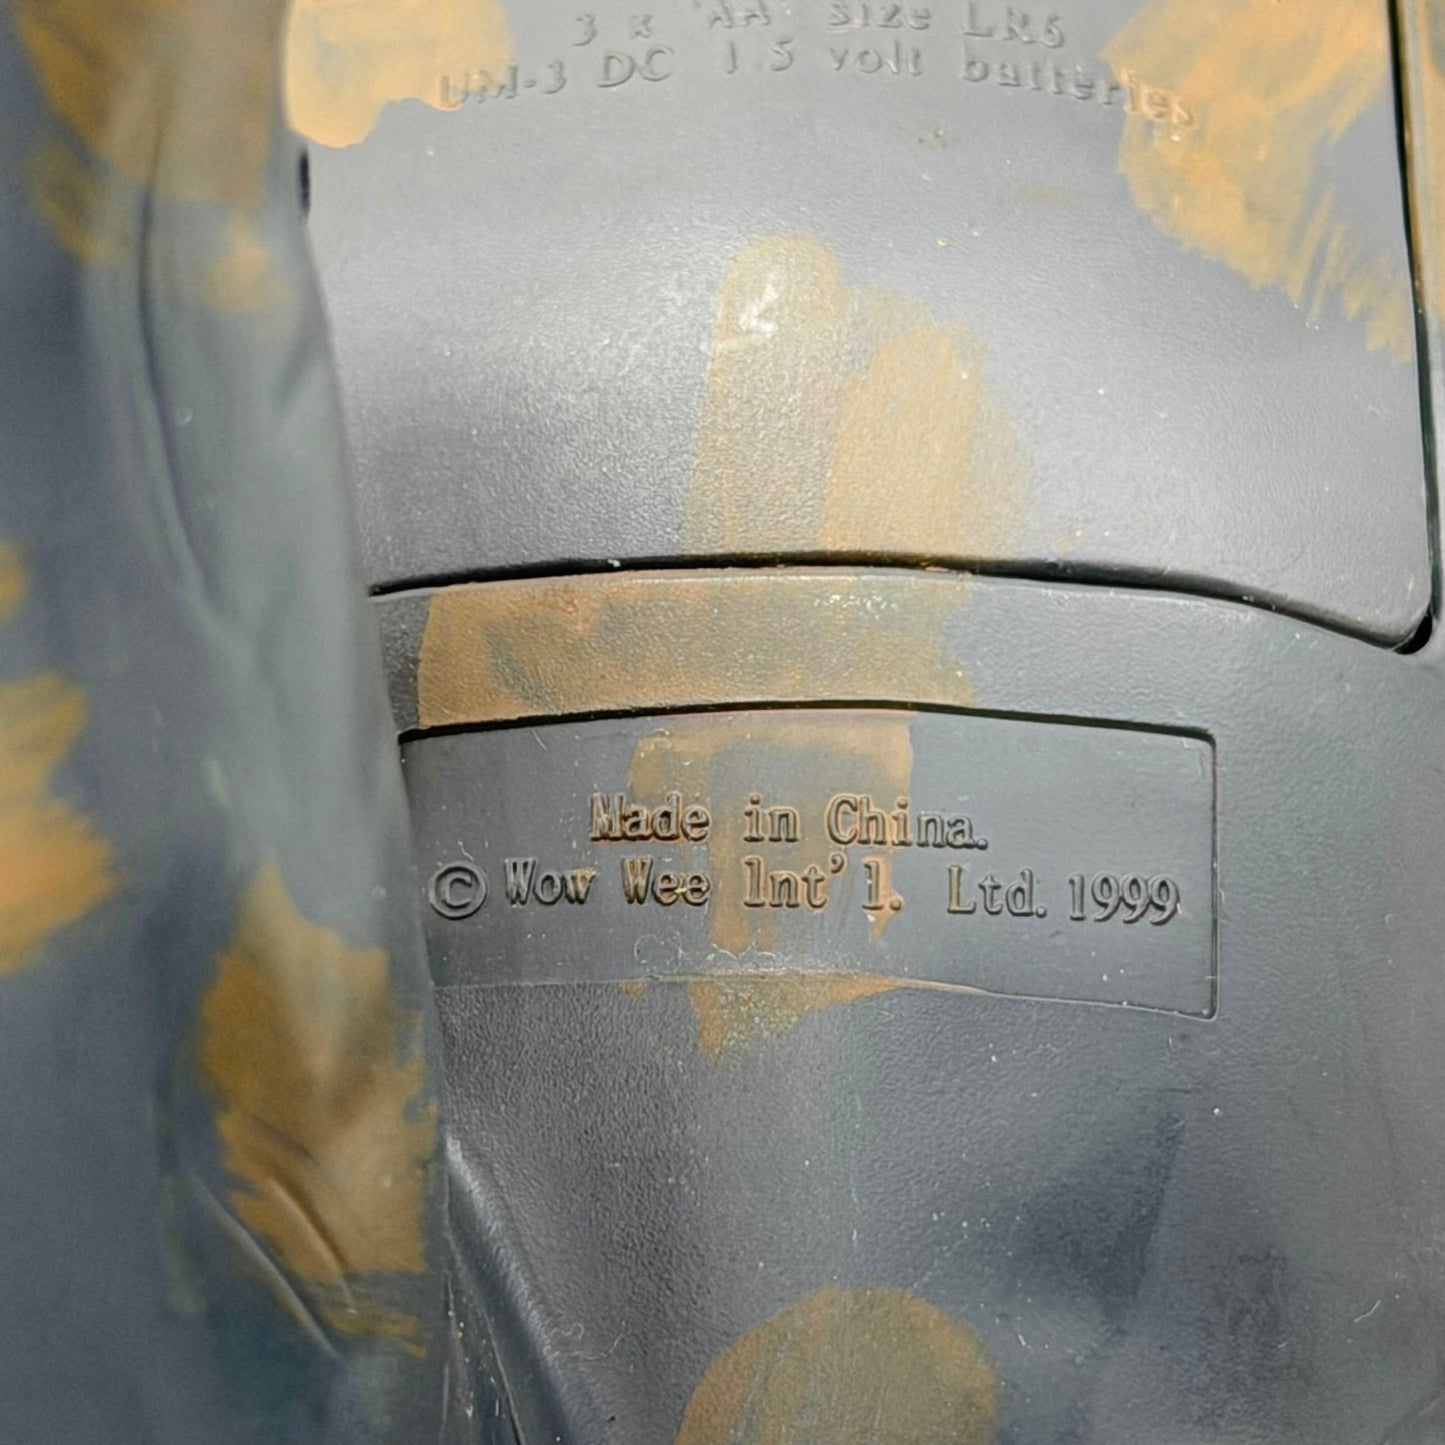 3 x 'AA' size LR6
UM-3 DC 1.5 volt batteries
Made in China.
© Wow Wee Int'l. Ltd. 1999